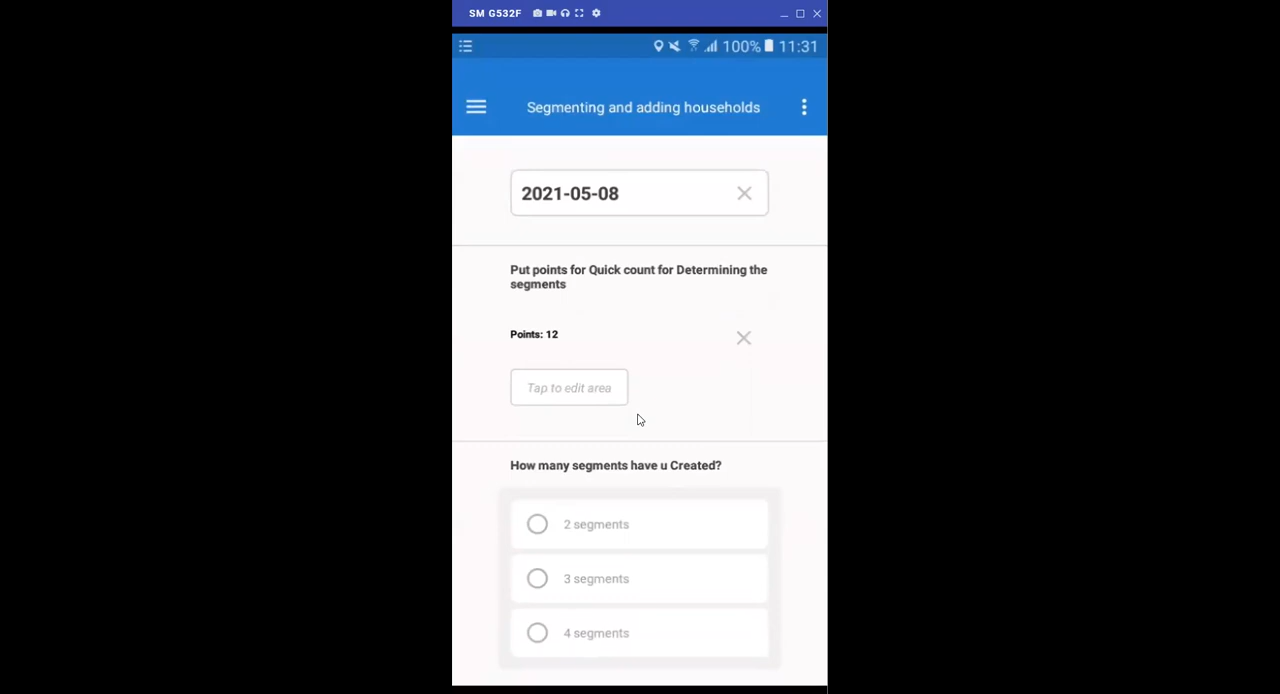 SM G532F
100% 11:31
Segmenting and adding households
2021-05-08
Put points for Quick count for Determining the
segments
Points: 12
Tap to edit area
How many segments have u Created?
2 segments
3 segments
4 segments